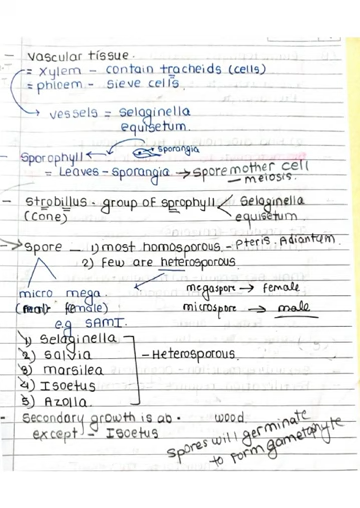 - Vascular tissue.
= Xylem - contain tracheids (cells)
= phloem - sieve cells.
→ vessels = selaginella
equisetum.
- Sporophyll ← sporangia
= Leaves - sporangia → spore mother cell
- meiosis.
- Strobillus - group of sprophyll < Selaginella
(cone) equisetum.
→ spore - 1) most homosporous - Pteris. Adiantum
2) Few are heterosporous
micro mega. megaspore → female
(male female) microspore → male
e.g SAMI.
1) Selaginella
2) salvia - Heterosporous
3) marsilea
4) Isoetus
5) Azolla.
- Secondary growth is ab. wood
except - Isoetus
spores will germinate
to form gametophyte